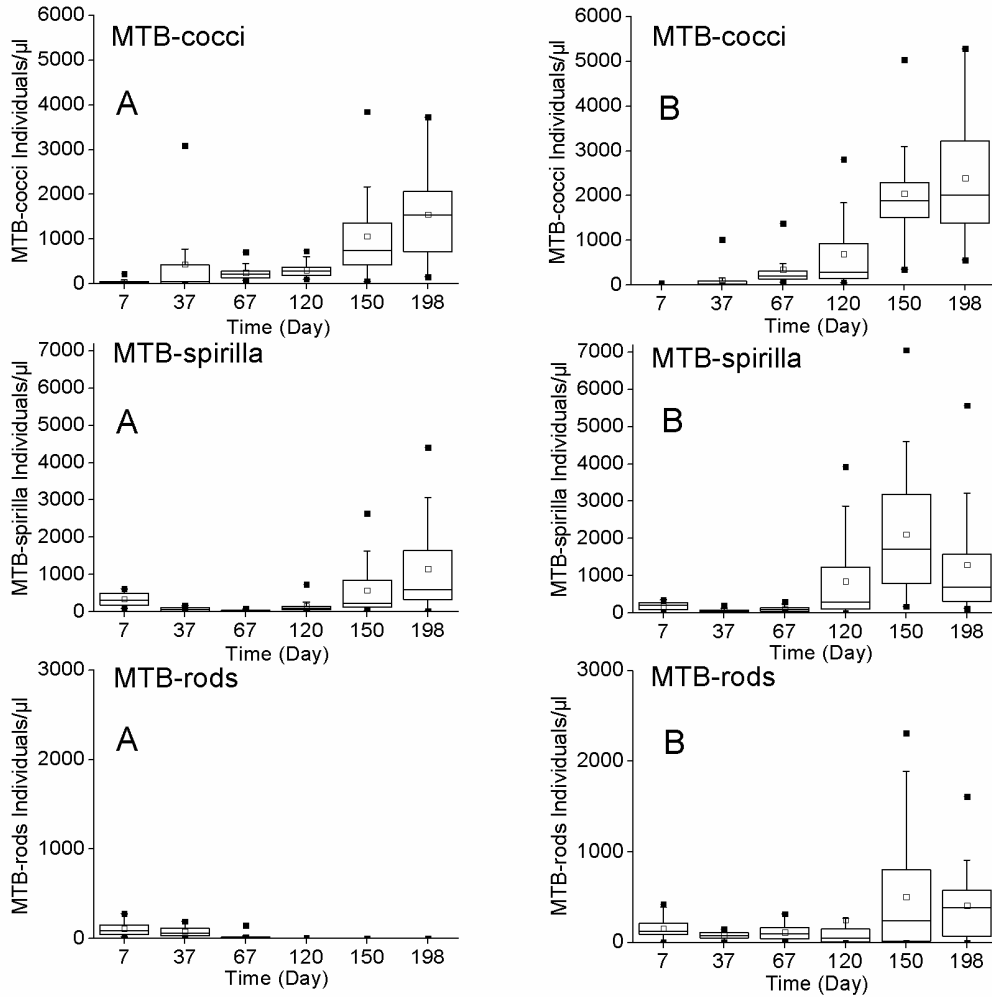 MTB-cocci
A
MTB-cocci Individuals/µl
6000
5000
4000
3000
2000
1000
0
7 37 67 120 150 198
Time (Day)
MTB-cocci
B
MTB-cocci Individuals/µl
6000
5000
4000
3000
2000
1000
0
7 37 67 120 150 198
Time (Day)
MTB-spirilla
A
MTB-spirilla Individuals/µl
7000
6000
5000
4000
3000
2000
1000
0
7 37 67 120 150 198
Time (Day)
MTB-spirilla
B
MTB-spirilla Individuals/µl
7000
6000
5000
4000
3000
2000
1000
0
7 37 67 120 150 198
Time (Day)
MTB-rods
A
MTB-rods Individuals/µl
3000
2000
1000
0
7 37 67 120 150 198
Time (Day)
MTB-rods
B
MTB-rods Individuals/µl
3000
2000
1000
0
7 37 67 120 150 198
Time (Day)